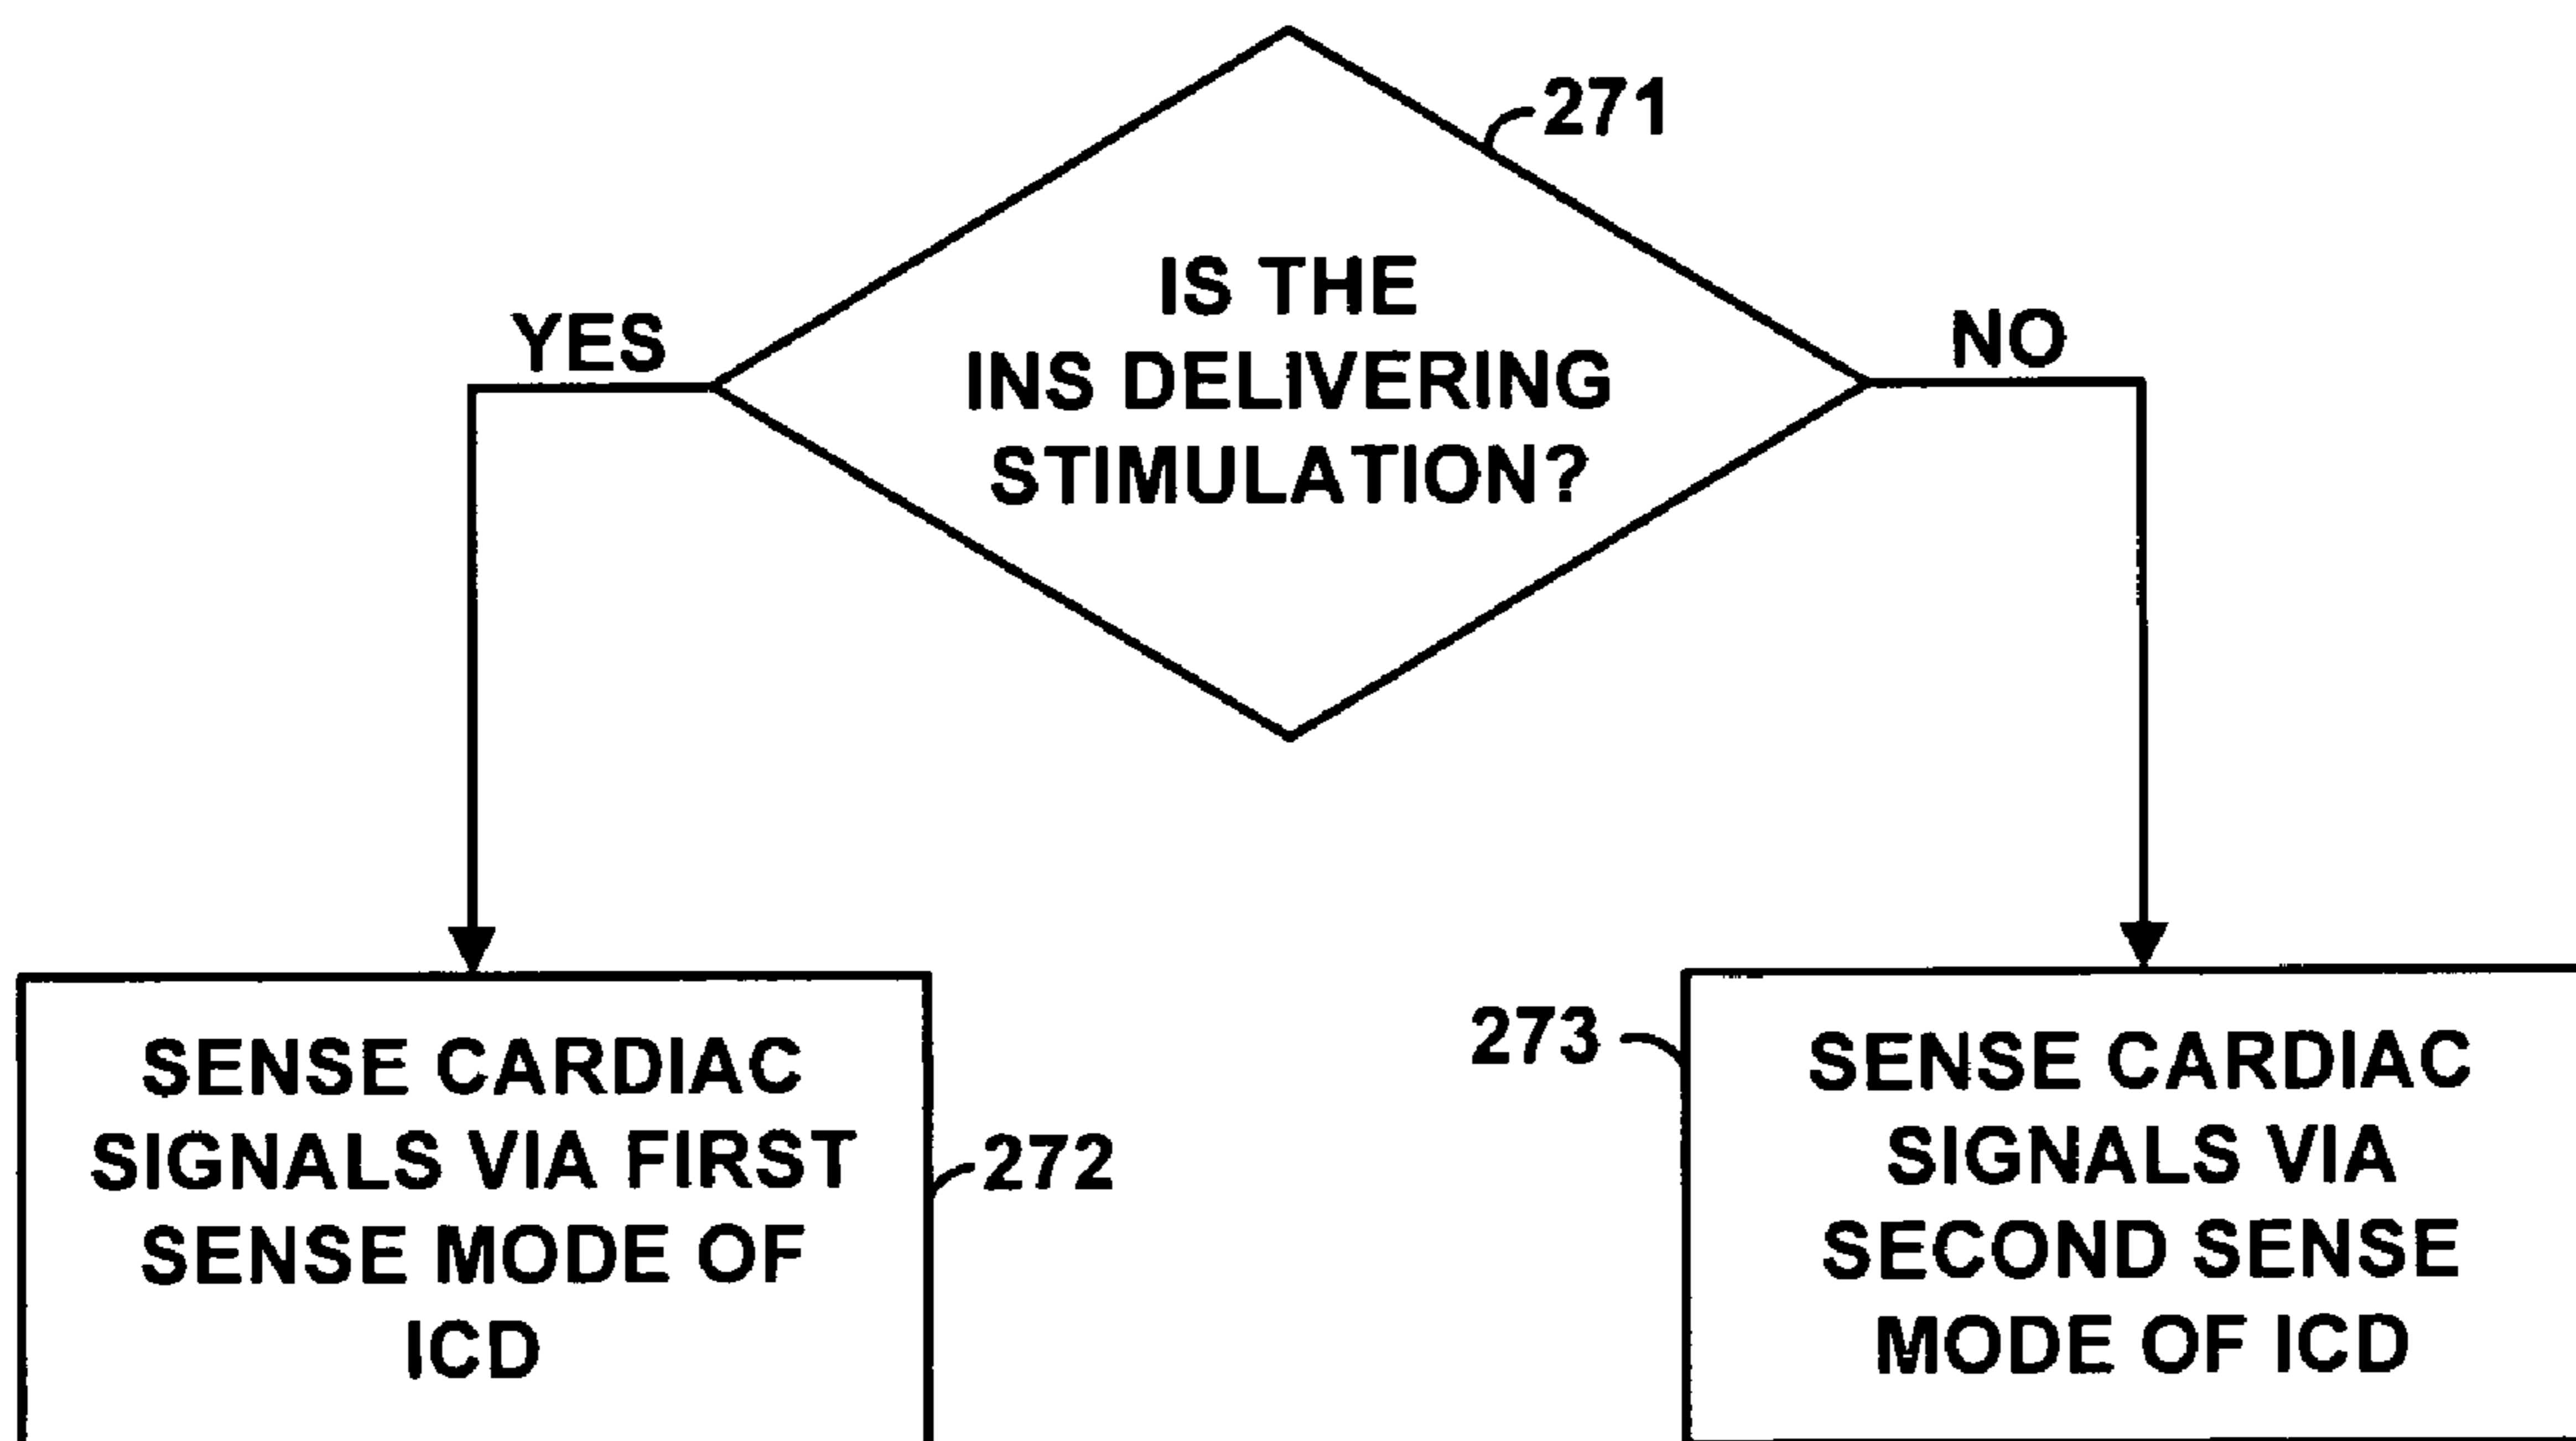 271
IS THE
INS DELIVERING
STIMULATION?
YES
NO
SENSE CARDIAC
SIGNALS VIA FIRST
SENSE MODE OF
ICD
272
273
SENSE CARDIAC
SIGNALS VIA
SECOND SENSE
MODE OF ICD